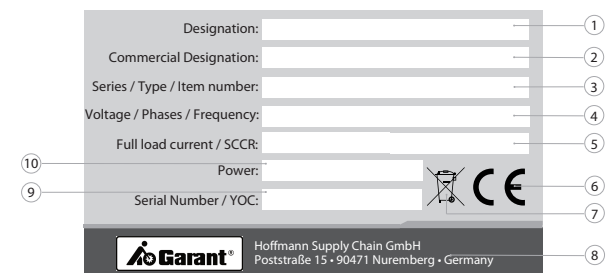 Designation:
1
Commercial Designation:
2
Series / Type / Item number:
3
Voltage / Phases / Frequency:
4
Full load current / SCCR:
5
10
Power:
6
9
Serial Number / YOC:
CE
7
Garant®
Hoffmann Supply Chain GmbH
Poststraße 15 • 90471 Nuremberg • Germany
8